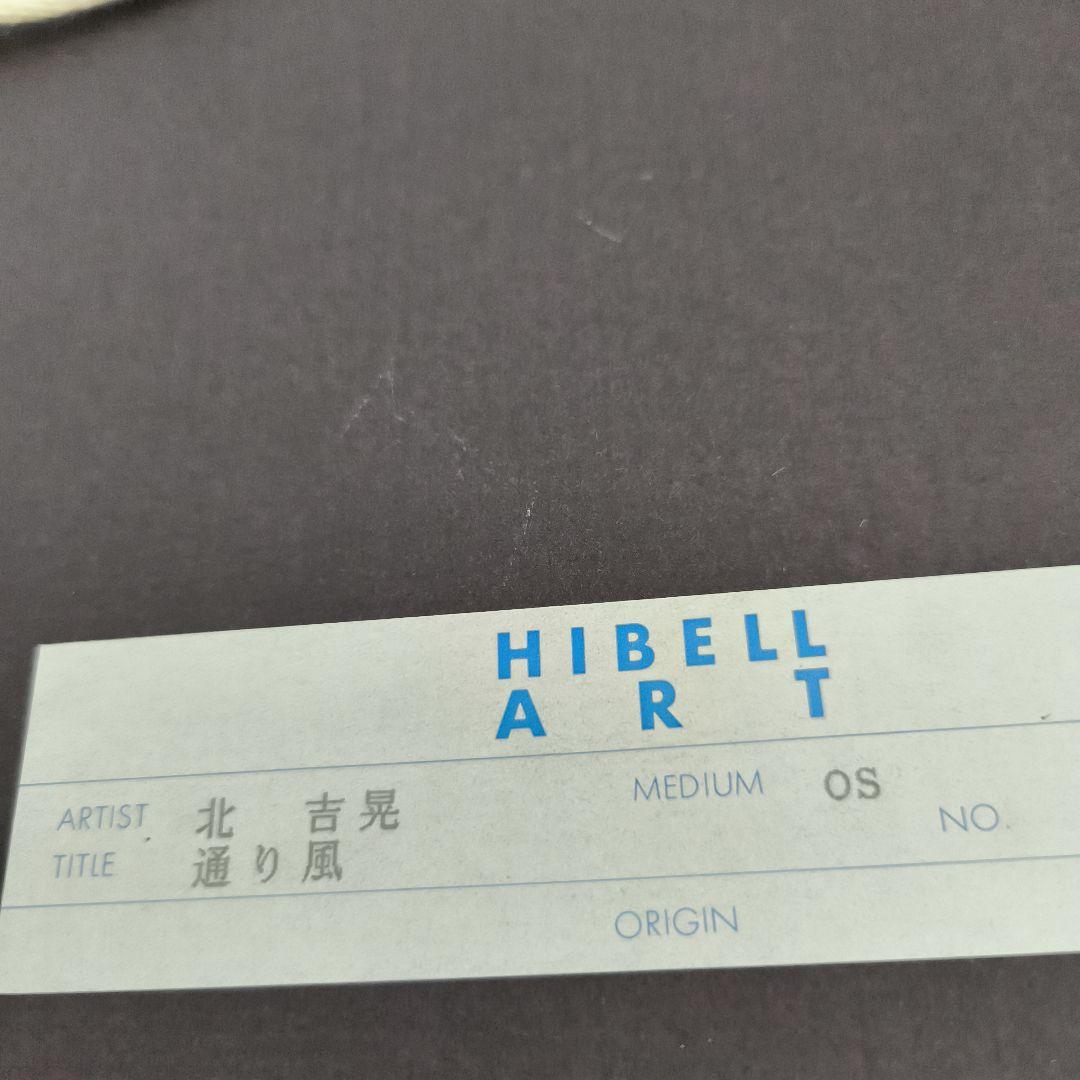 HIBELL
ART
ARTIST 北 吉晃 MEDIUM OS
TITLE 通り風 NO.
ORIGIN